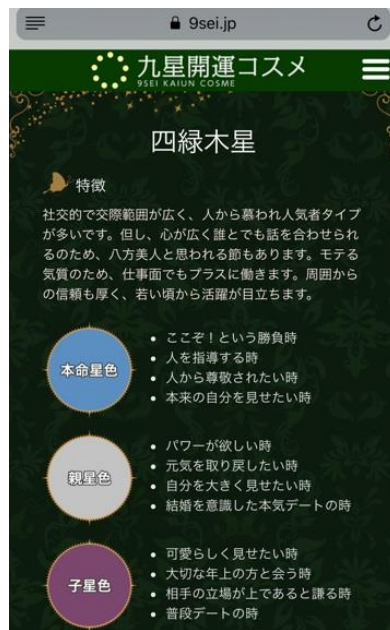 9sei.jp
九星開運コスメ
9SEI KAIUN COSME
四緑木星
特徴
社交的で交際範囲が広く、人から慕われ人気者タイプ
が多いです。但し、心が広く誰とでも話を合わせられ
るのため、八方美人と思われる節もあります。モテる
気質のため、仕事面でもプラスに働きます。周囲から
の信頼も厚く、若い頃から活躍が目立ちます。
本命星色
• ここぞ！という勝負時
• 人を指導する時
• 人から尊敬されたい時
• 本来の自分を見せたい時
親星色
• パワーが欲しい時
• 元気を取り戻したい時
• 自分を大きく見せたい時
• 結婚を意識した本気デートの時
子星色
• 可愛らしく見せたい時
• 大切な年上の方と会う時
• 相手の立場が上であると謙る時
• 普段デートの時